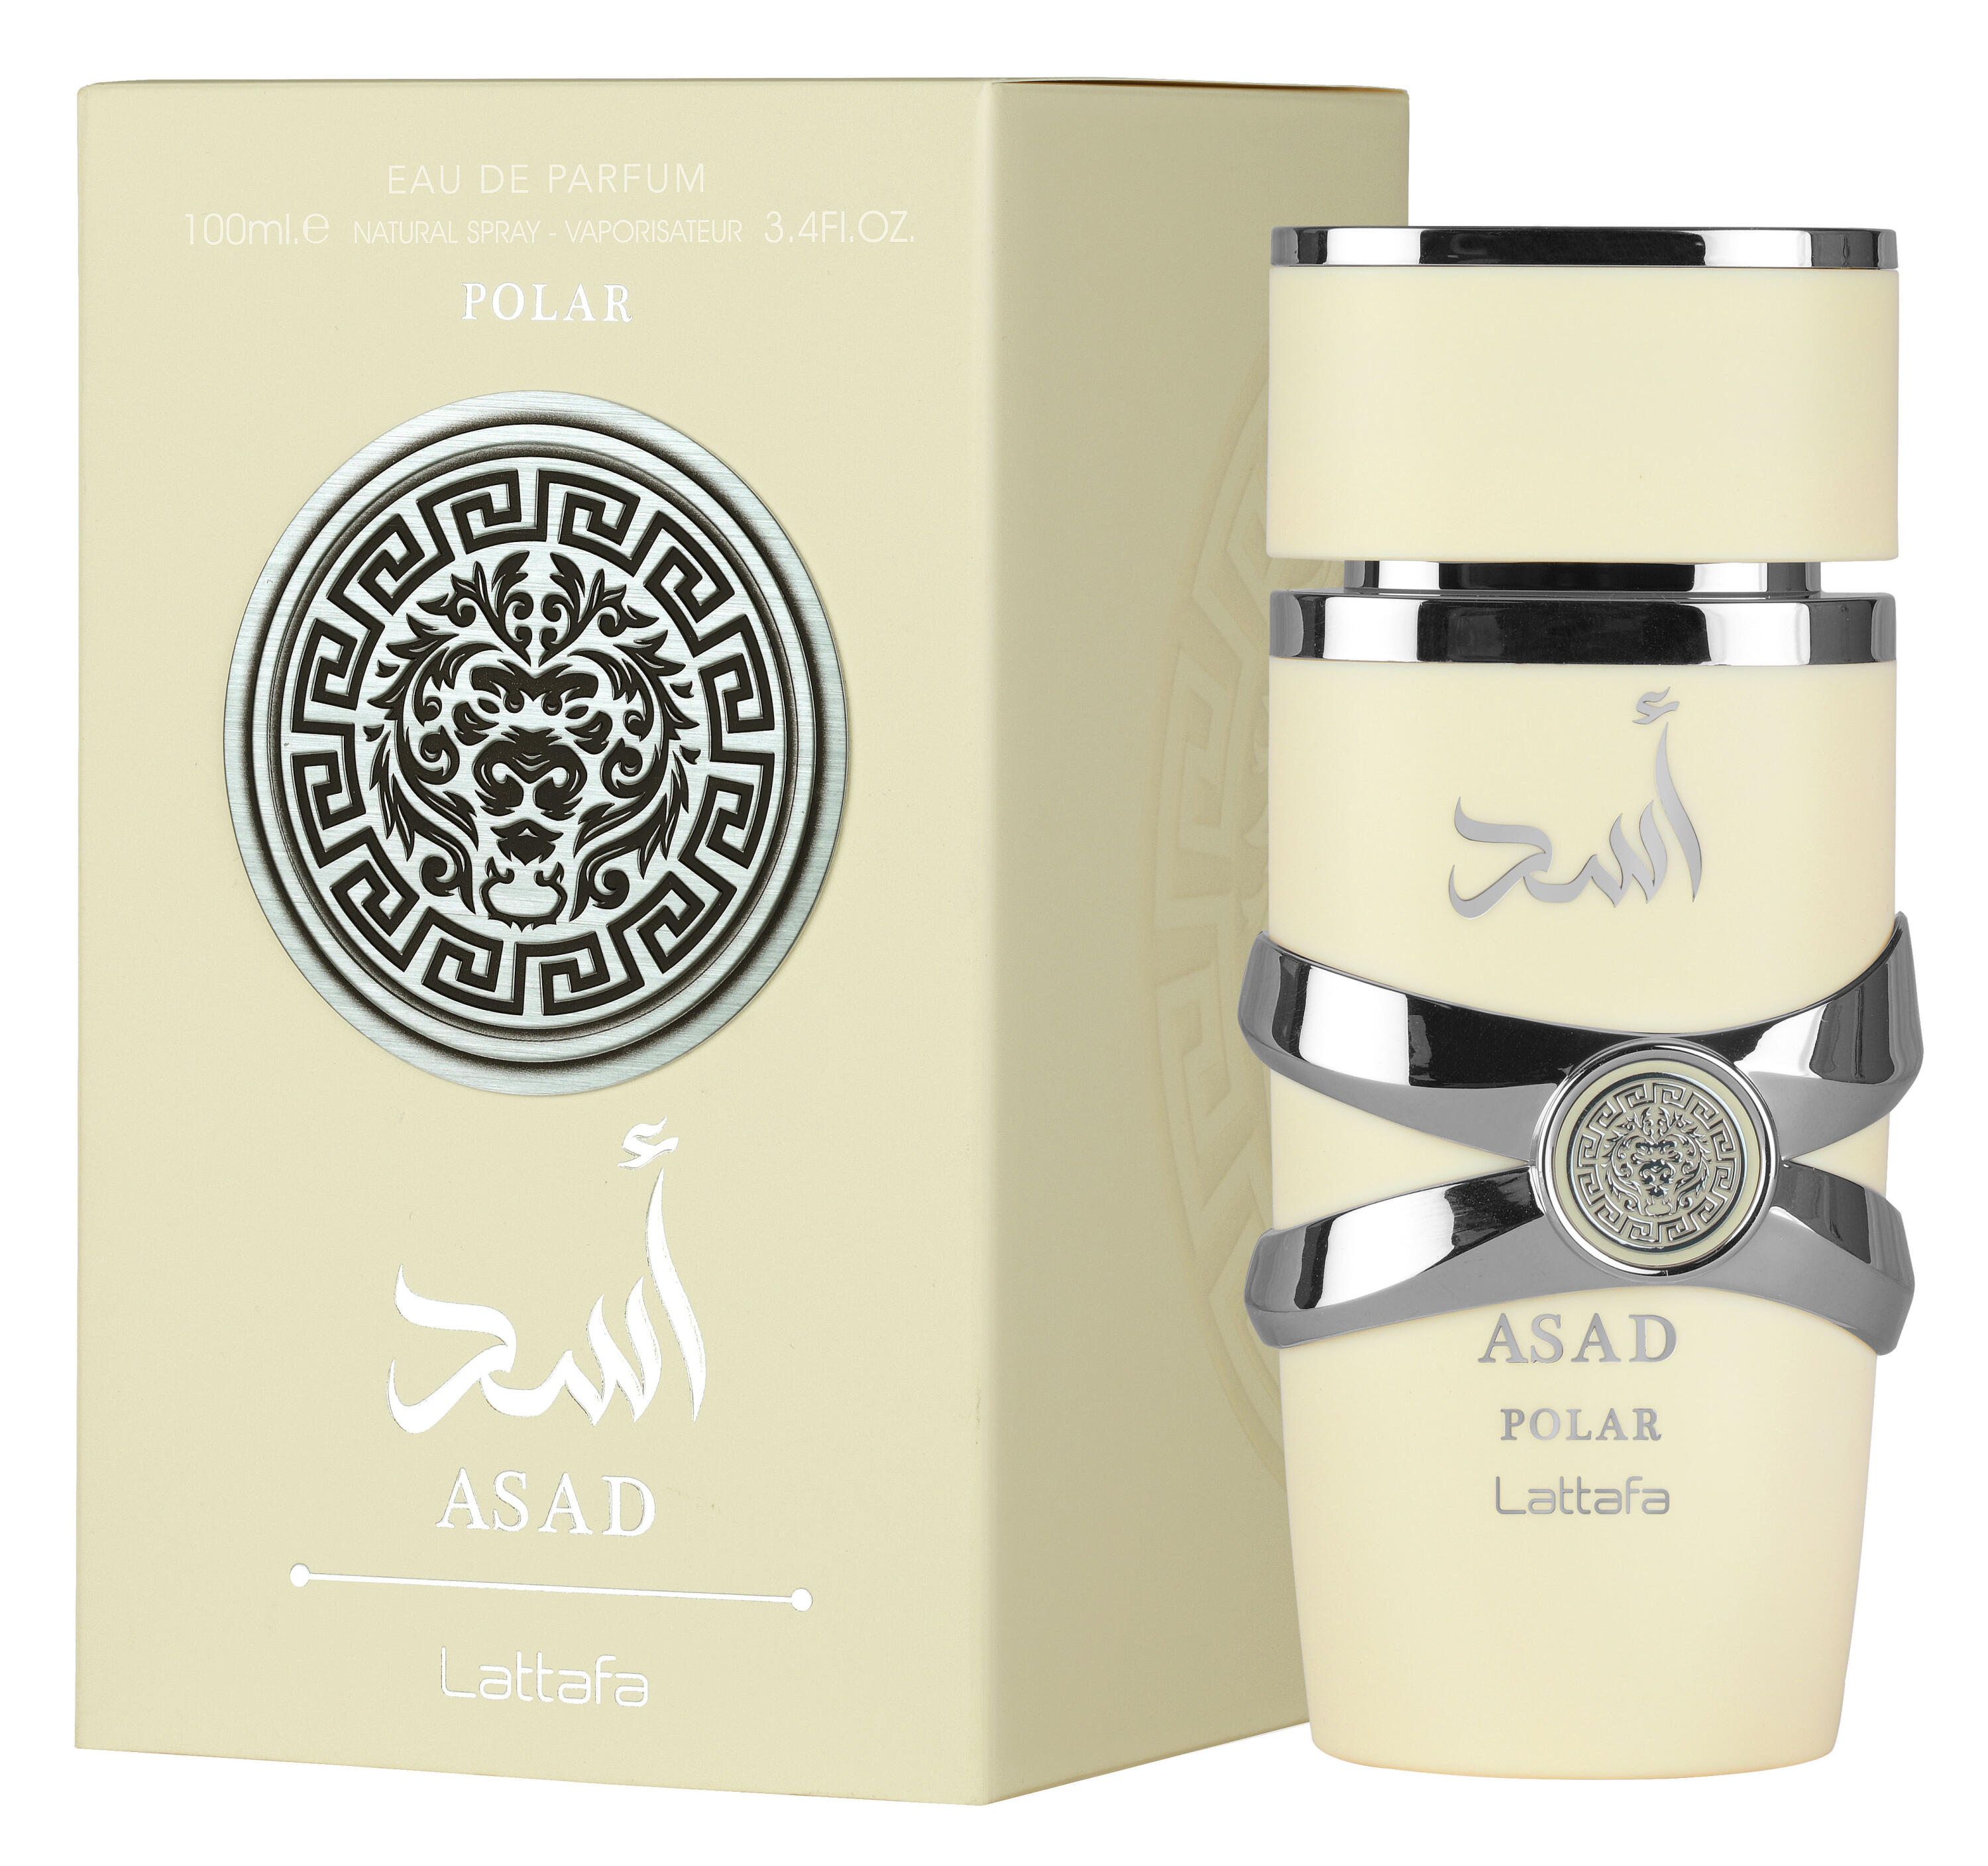 EAU DE PARFUM
100ml.e NATURAL SPRAY - VAPORISATEUR 3.4Fl.OZ.
POLAR
أسد
ASAD
Lattafa
أسد
ASAD
POLAR
Lattafa